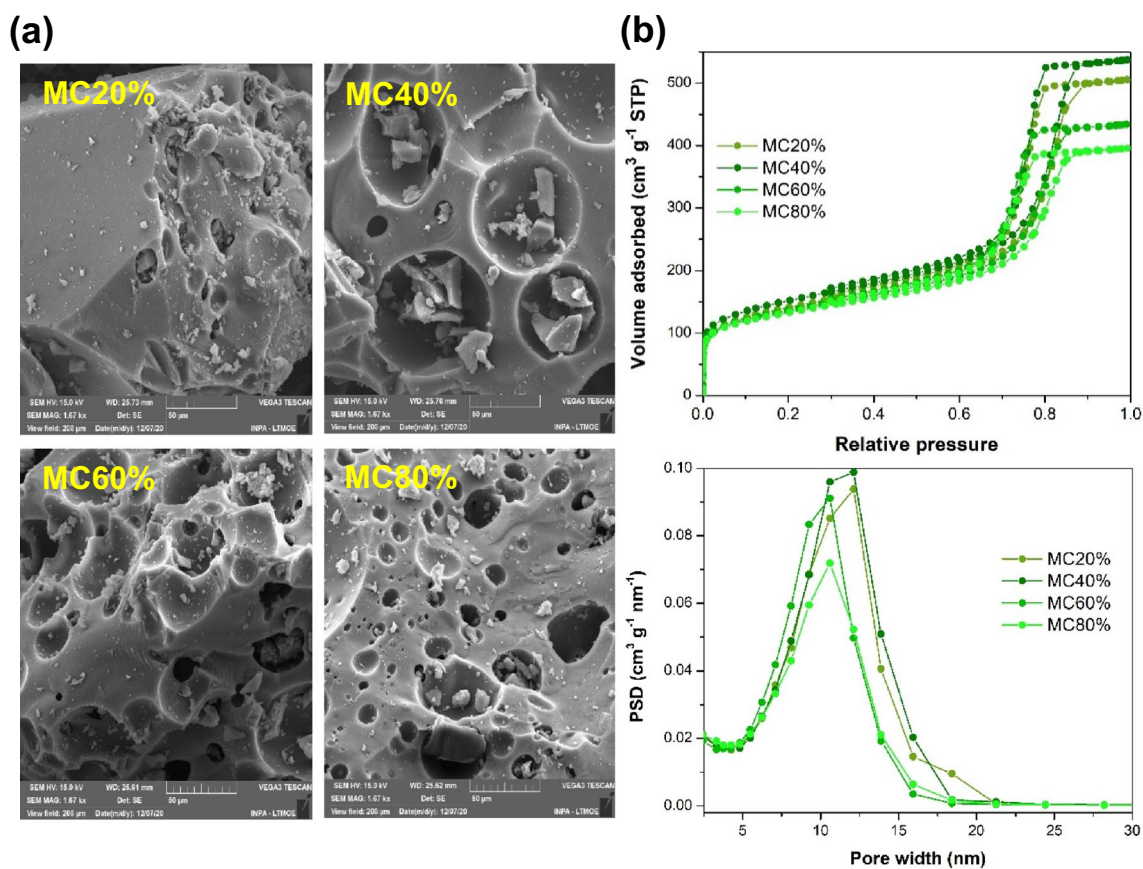 (a)
MC20%
SEM HV: 15.0 kV WD: 25.73 mm
SEM MAG: 1.67 kx Det: SE 50 µm
View field: 208 µm Date(m/d/y): 12/07/20
VEGA3 TESCAN
INPA - LTMOE
MC40%
SEM HV: 15.0 kV WD: 25.76 mm
SEM MAG: 1.67 kx Det: SE 50 µm
View field: 208 µm Date(m/d/y): 12/07/20
VEGA3 TESCAN
INPA - LTMOE
MC60%
SEM HV: 15.0 kV WD: 25.61 mm
SEM MAG: 1.67 kx Det: SE 50 µm
View field: 208 µm Date(m/d/y): 12/07/20
VEGA3 TESCAN
INPA - LTMOE
MC80%
SEM HV: 15.0 kV WD: 25.62 mm
SEM MAG: 1.67 kx Det: SE 50 µm
View field: 208 µm Date(m/d/y): 12/07/20
VEGA3 TESCAN
INPA - LTMOE
(b)
Volume adsorbed (cm³ g⁻¹ STP)
500
400
300
200
100
0
MC20%
MC40%
MC60%
MC80%
0.0 0.2 0.4 0.6 0.8 1.0
Relative pressure
PSD (cm³ g⁻¹ nm⁻¹)
0.10
0.08
0.06
0.04
0.02
0.00
MC20%
MC40%
MC60%
MC80%
5 10 15 20 25 30
Pore width (nm)